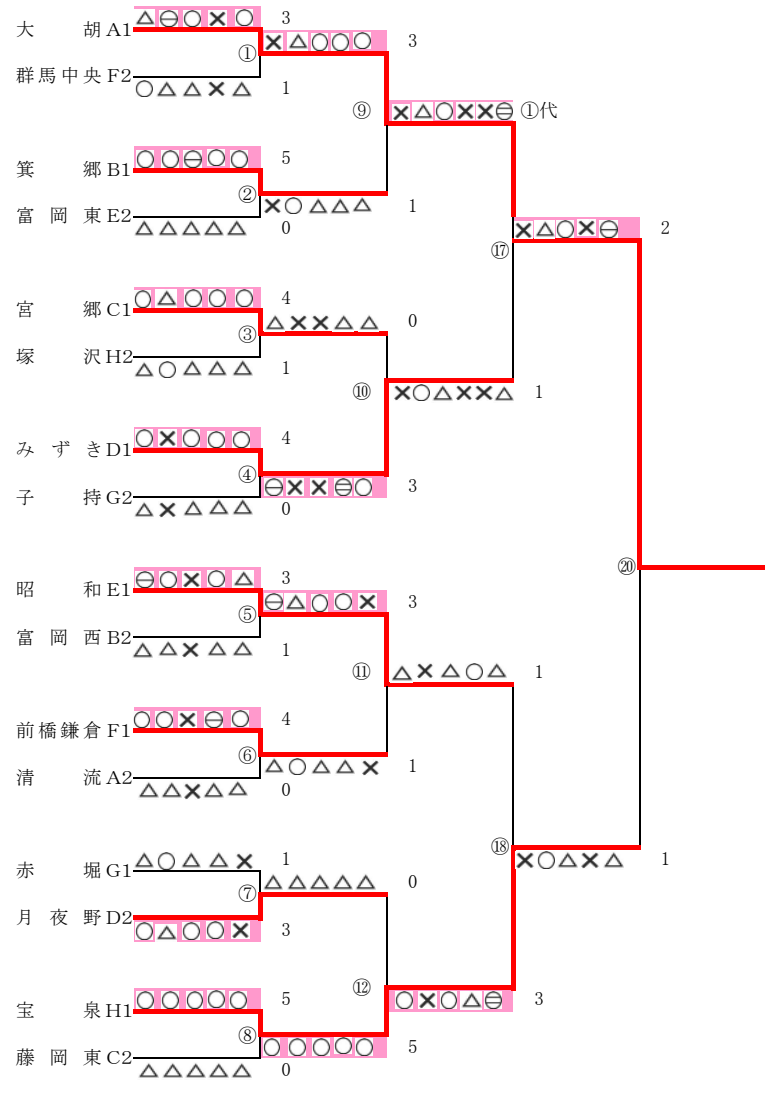 3
大胡 A1
3
①
群馬中央 F2
1
⑨
①代
箕郷 B1
5
②
1
富岡東 E2
0
2
⑰
宮郷 C1
4
0
③
塚沢 H2
1
⑩
1
みずき D1
4
④
3
子持 G2
0
⑳
昭和 E1
3
3
⑤
富岡西 B2
1
⑪
1
前橋鎌倉 F1
4
⑥
1
清流 A2
0
⑱
1
赤堀 G1
1
0
⑦
月夜野 D2
3
⑫
3
宝泉 H1
5
⑧
5
藤岡東 C2
0